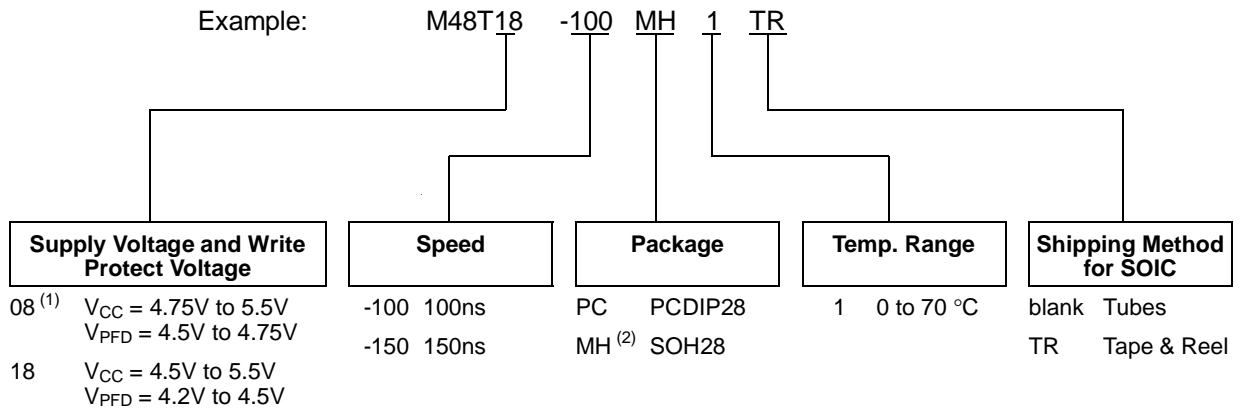 Example: M48T18 -100 MH 1 TR
Supply Voltage and Write
Protect Voltage
08 (1) VCC = 4.75V to 5.5V
VPFD = 4.5V to 4.75V
18 VCC = 4.5V to 5.5V
VPFD = 4.2V to 4.5V
Speed
-100 100ns
-150 150ns
Package
PC PCDIP28
MH (2) SOH28
Temp. Range
1 0 to 70 °C
Shipping Method
for SOIC
blank Tubes
TR Tape & Reel